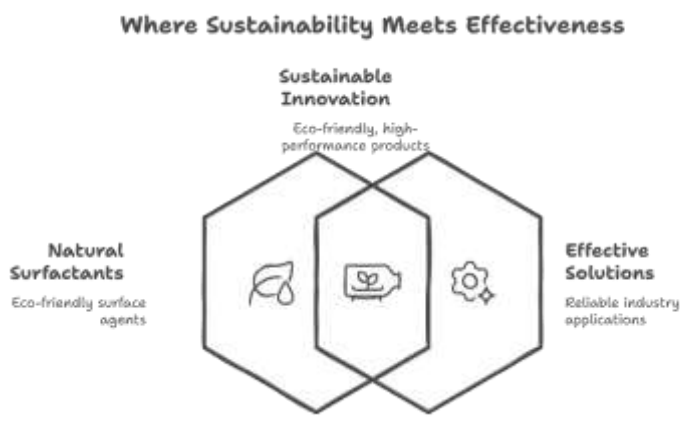 Where Sustainability Meets Effectiveness
Sustainable
Innovation
Eco-friendly, high-
performance products
Natural
Surfactants
Eco-friendly surface
agents
Effective
Solutions
Reliable industry
applications